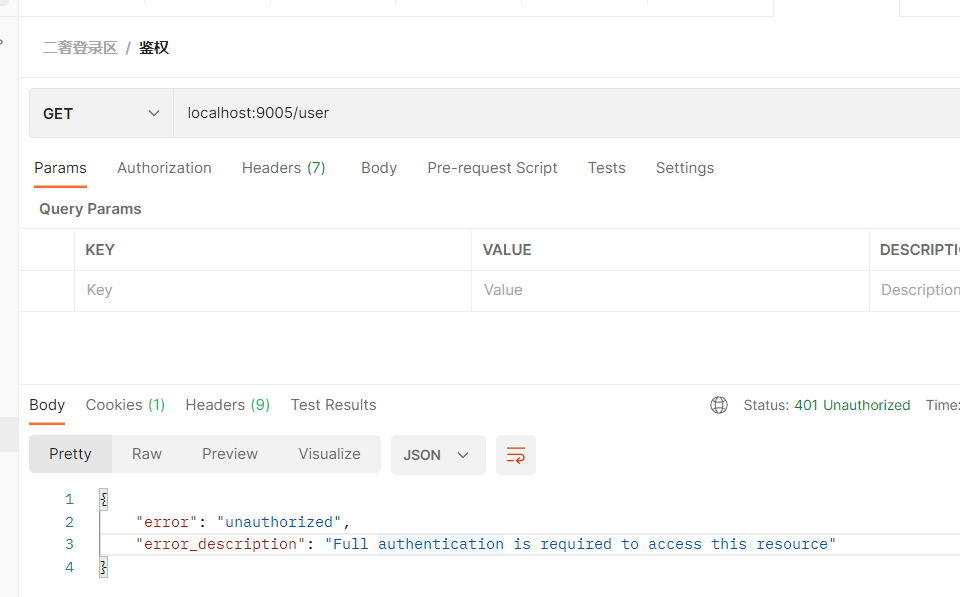 二奢登录区 / 鉴权
GET localhost:9005/user
Params Authorization Headers (7) Body Pre-request Script Tests Settings
Query Params
KEY VALUE DESCRIPTI
Key Value Description
Body Cookies (1) Headers (9) Test Results Status: 401 Unauthorized Time:
Pretty Raw Preview Visualize JSON
1 {
2 "error": "unauthorized",
3 "error_description": "Full authentication is required to access this resource"
4 }